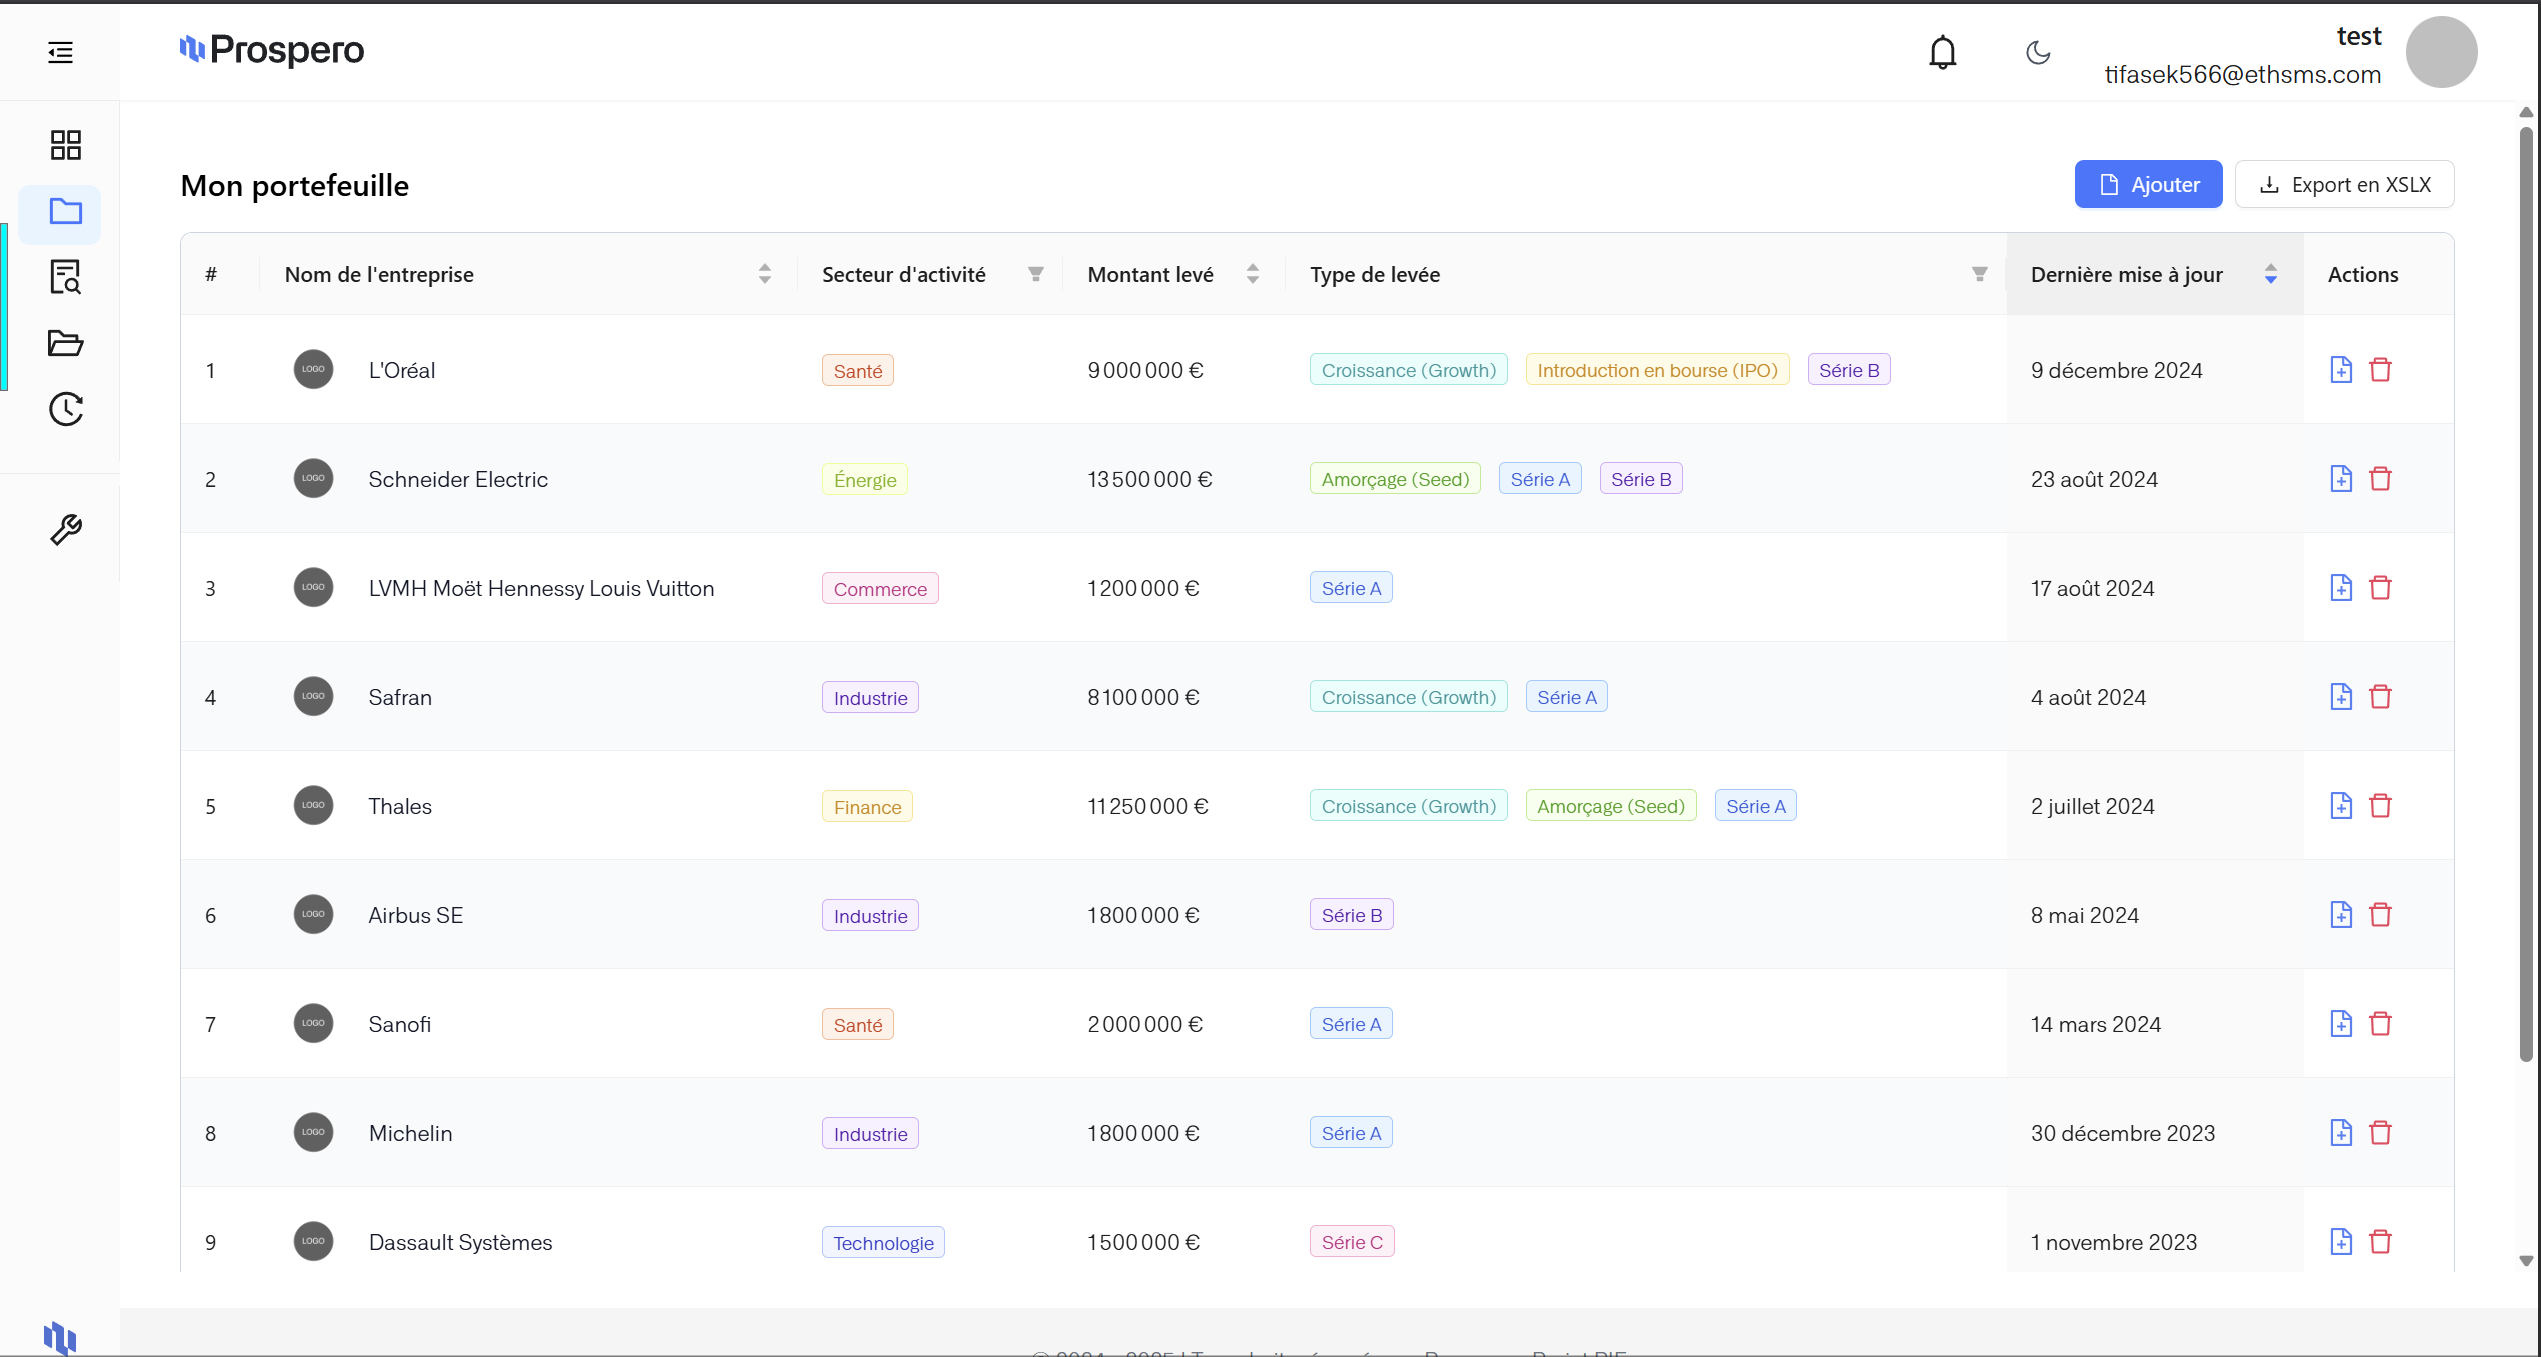 Prospero
test
tifasek566@ethsms.com
Mon portefeuille
Ajouter
Export en XSLX
# Nom de l'entreprise Secteur d'activité Montant levé Type de levée Dernière mise à jour Actions
1 LOGO L'Oréal Santé 9 000 000 € Croissance (Growth) Introduction en bourse (IPO) Série B 9 décembre 2024
2 LOGO Schneider Electric Énergie 13 500 000 € Amorçage (Seed) Série A Série B 23 août 2024
3 LOGO LVMH Moët Hennessy Louis Vuitton Commerce 1 200 000 € Série A 17 août 2024
4 LOGO Safran Industrie 8 100 000 € Croissance (Growth) Série A 4 août 2024
5 LOGO Thales Finance 11 250 000 € Croissance (Growth) Amorçage (Seed) Série A 2 juillet 2024
6 LOGO Airbus SE Industrie 1 800 000 € Série B 8 mai 2024
7 LOGO Sanofi Santé 2 000 000 € Série A 14 mars 2024
8 LOGO Michelin Industrie 1 800 000 € Série A 30 décembre 2023
9 LOGO Dassault Systèmes Technologie 1 500 000 € Série C 1 novembre 2023